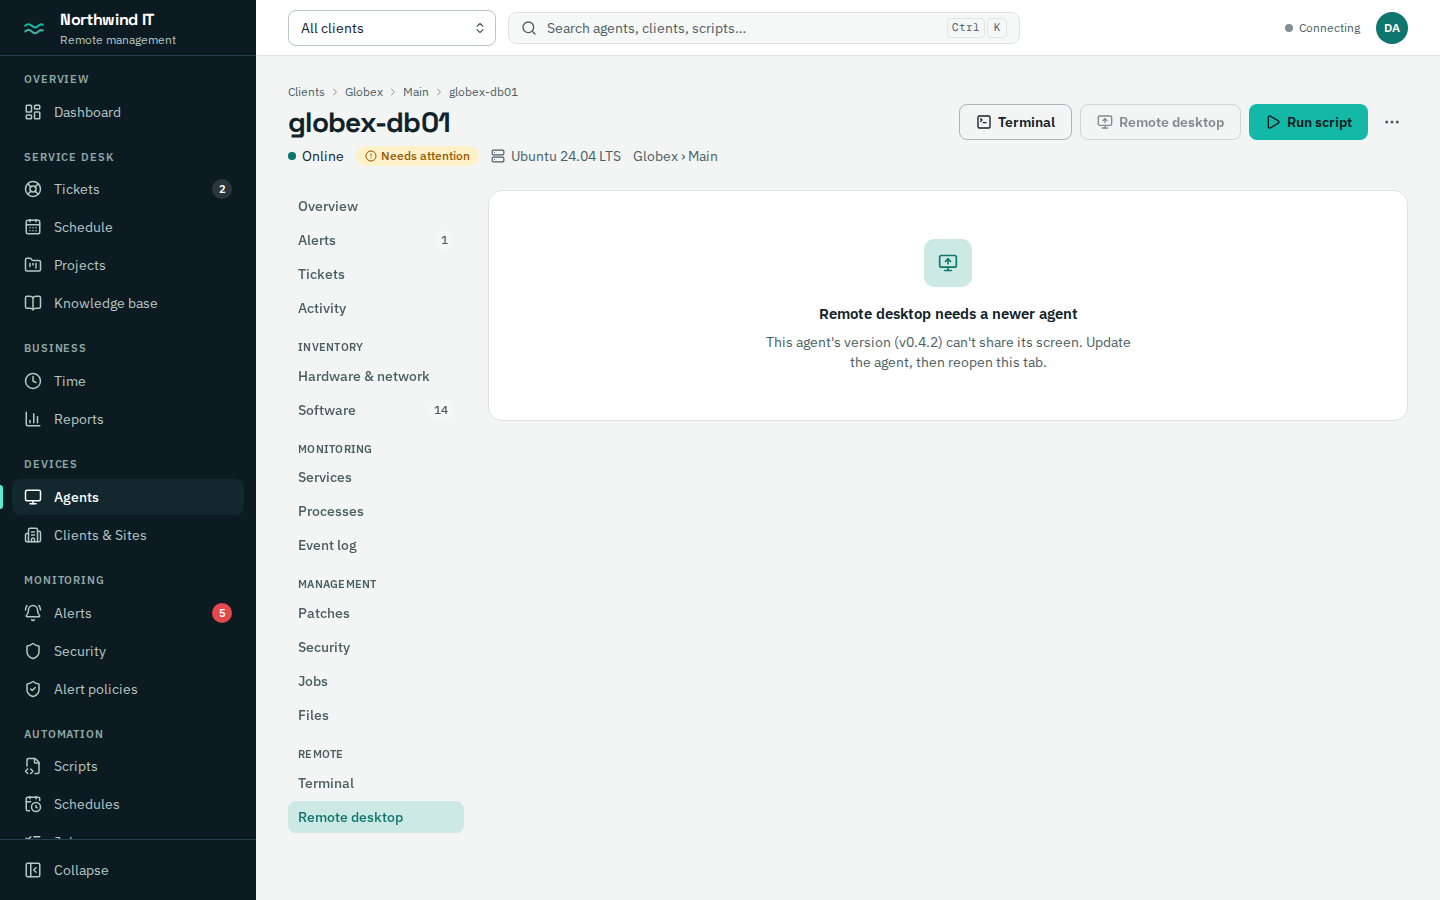 Northwind IT
Remote management
All clients
Search agents, clients, scripts...
Ctrl K
Connecting
DA
OVERVIEW
Dashboard
SERVICE DESK
Tickets 2
Schedule
Projects
Knowledge base
BUSINESS
Time
Reports
DEVICES
Agents
Clients & Sites
MONITORING
Alerts 5
Security
Alert policies
AUTOMATION
Scripts
Schedules
Collapse
Clients > Globex > Main > globex-db01
globex-db01
Terminal
Remote desktop
Run script
Online
Needs attention
Ubuntu 24.04 LTS
Globex › Main
Overview
Alerts 1
Tickets
Activity
INVENTORY
Hardware & network
Software 14
MONITORING
Services
Processes
Event log
MANAGEMENT
Patches
Security
Jobs
Files
REMOTE
Terminal
Remote desktop
Remote desktop needs a newer agent
This agent's version (v0.4.2) can't share its screen. Update
the agent, then reopen this tab.